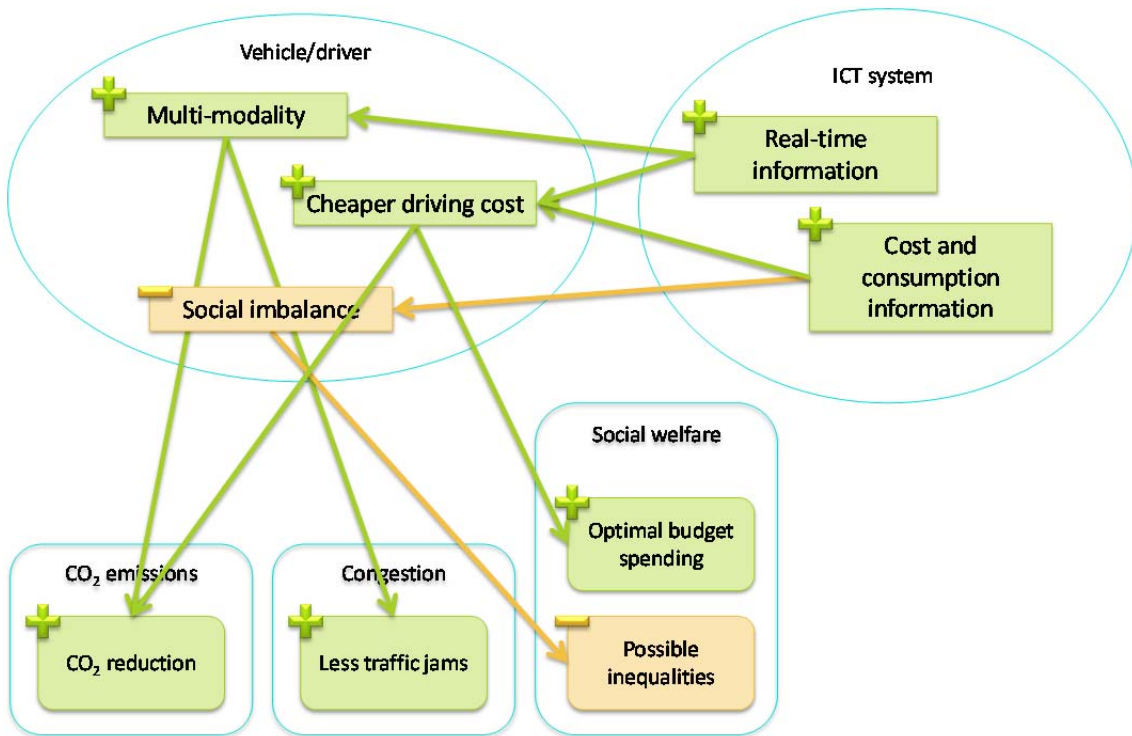 Vehicle/driver
Multi-modality
Cheaper driving cost
Social imbalance
ICT system
Real-time
information
Cost and
consumption
information
CO₂ emissions
CO₂ reduction
Congestion
Less traffic jams
Social welfare
Optimal budget
spending
Possible
inequalities